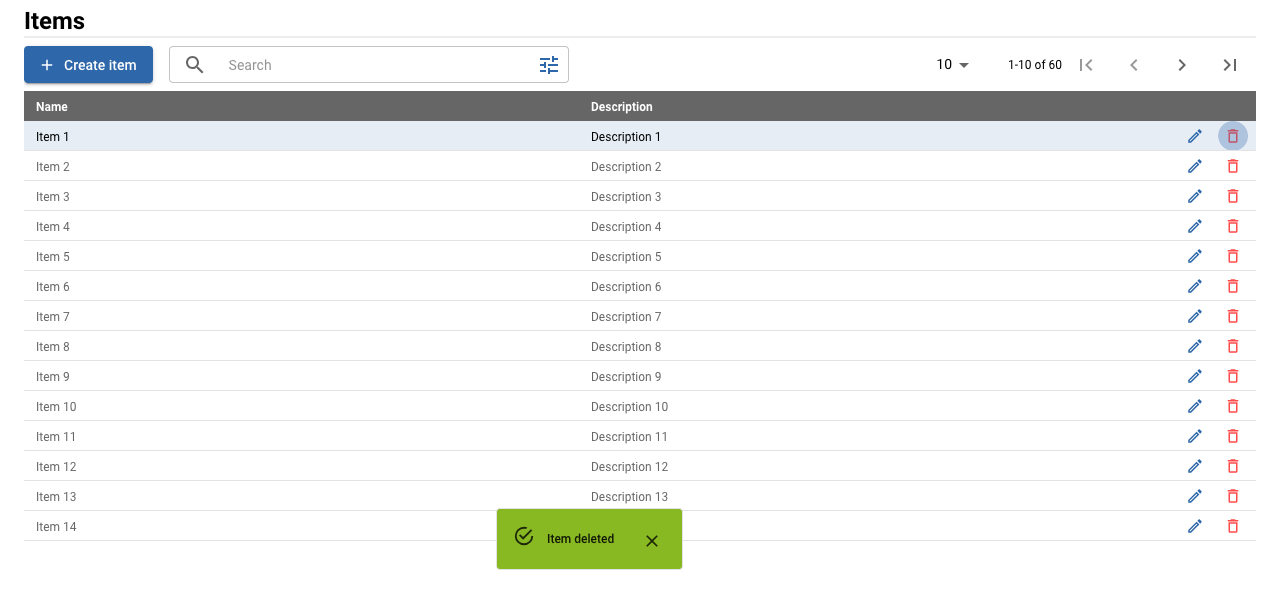 Items
Create item
Search
10
1-10 of 60
Name Description
Item 1 Description 1
Item 2 Description 2
Item 3 Description 3
Item 4 Description 4
Item 5 Description 5
Item 6 Description 6
Item 7 Description 7
Item 8 Description 8
Item 9 Description 9
Item 10 Description 10
Item 11 Description 11
Item 12 Description 12
Item 13 Description 13
Item 14
Item deleted